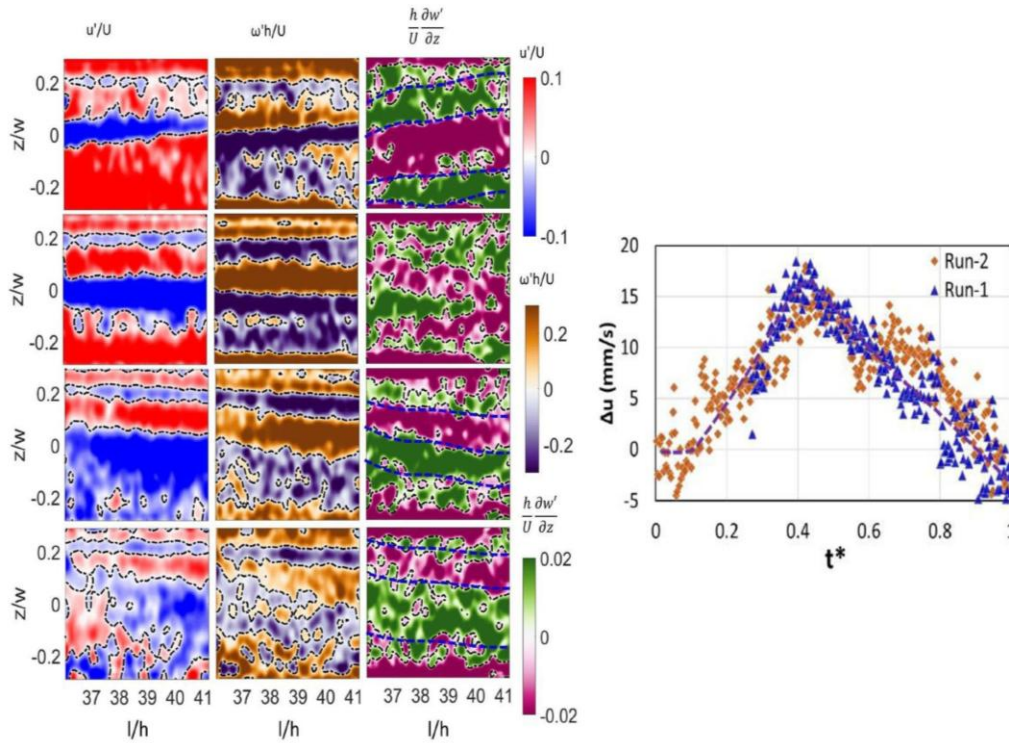 u'/U
ω'h/U
h/U ∂w'/∂z
u'/U
0.1
0
-0.1
z/w
0.2
0
-0.2
z/w
0.2
0
-0.2
z/w
0.2
0
-0.2
z/w
0.2
0
-0.2
37 38 39 40 41
37 38 39 40 41
37 38 39 40 41
l/h
l/h
l/h
ω'h/U
0.2
0
-0.2
h/U ∂w'/∂z
0.02
0
-0.02
20
15
10
5
0
-5
Δu (mm/s)
Run-2
Run-1
0 0.2 0.4 0.6 0.8 1
t*